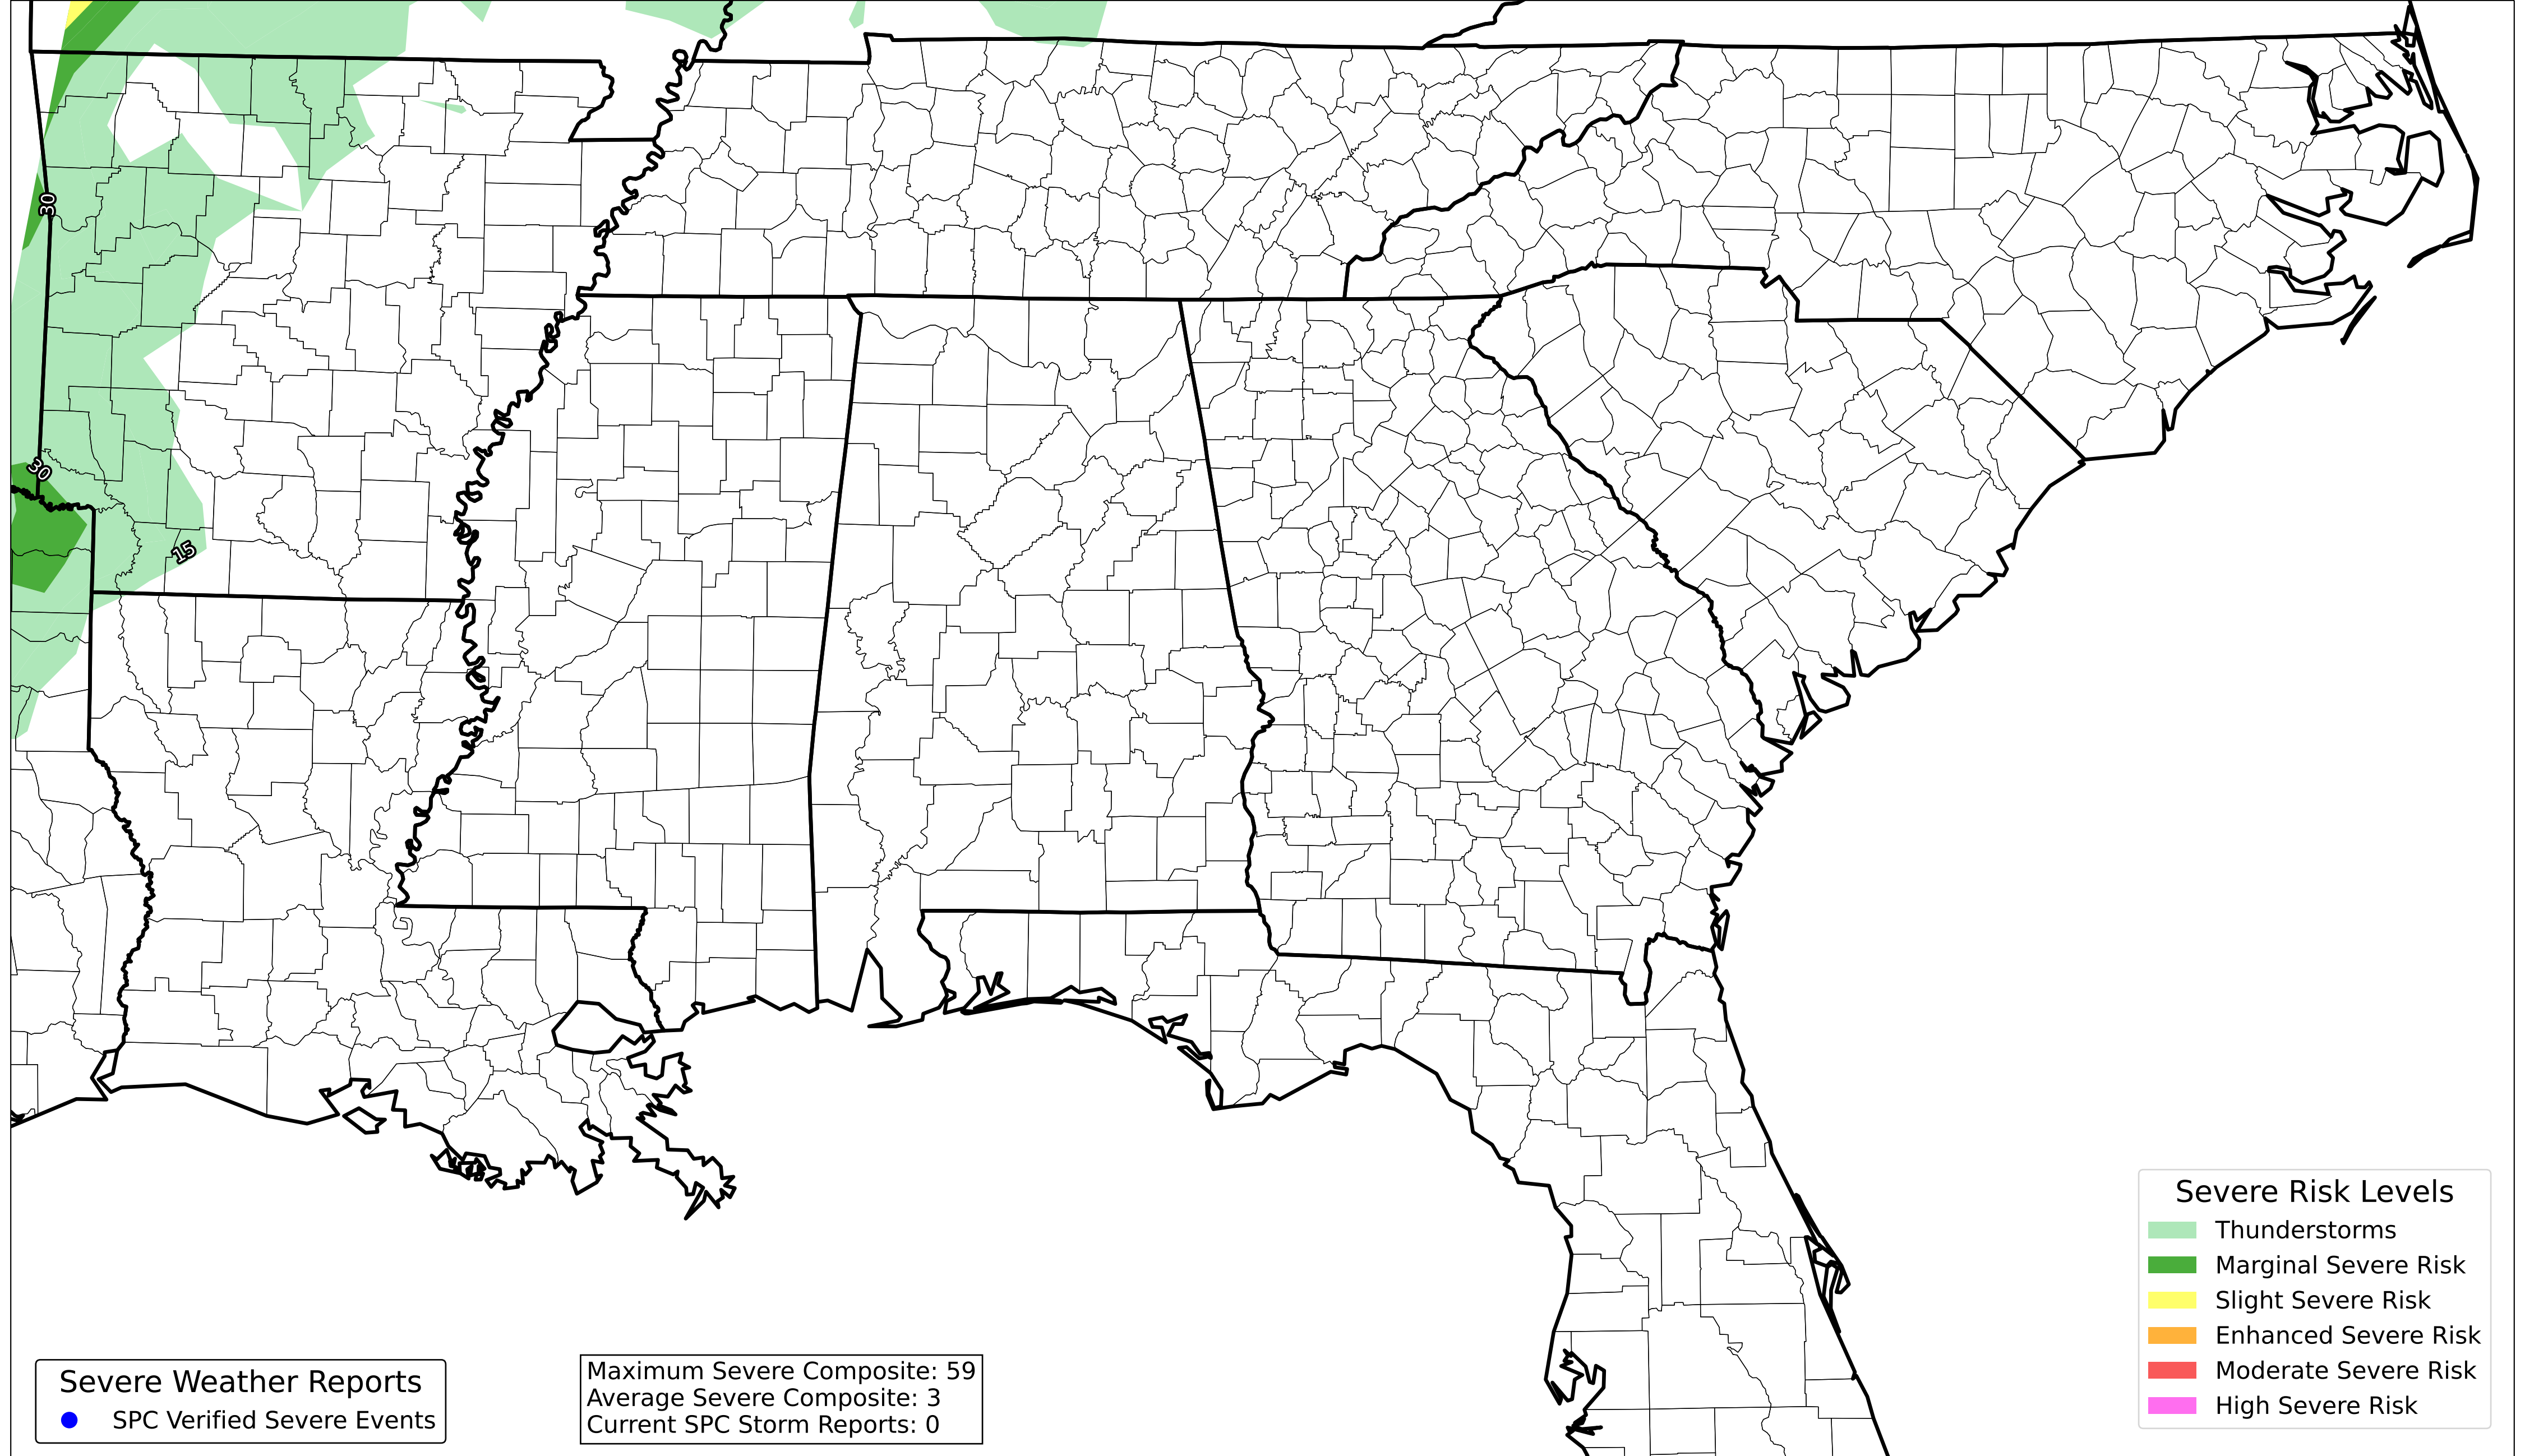 30
30
15
Severe Risk Levels
Thunderstorms
Marginal Severe Risk
Slight Severe Risk
Enhanced Severe Risk
Moderate Severe Risk
High Severe Risk
Severe Weather Reports
SPC Verified Severe Events
Maximum Severe Composite: 59
Average Severe Composite: 3
Current SPC Storm Reports: 0